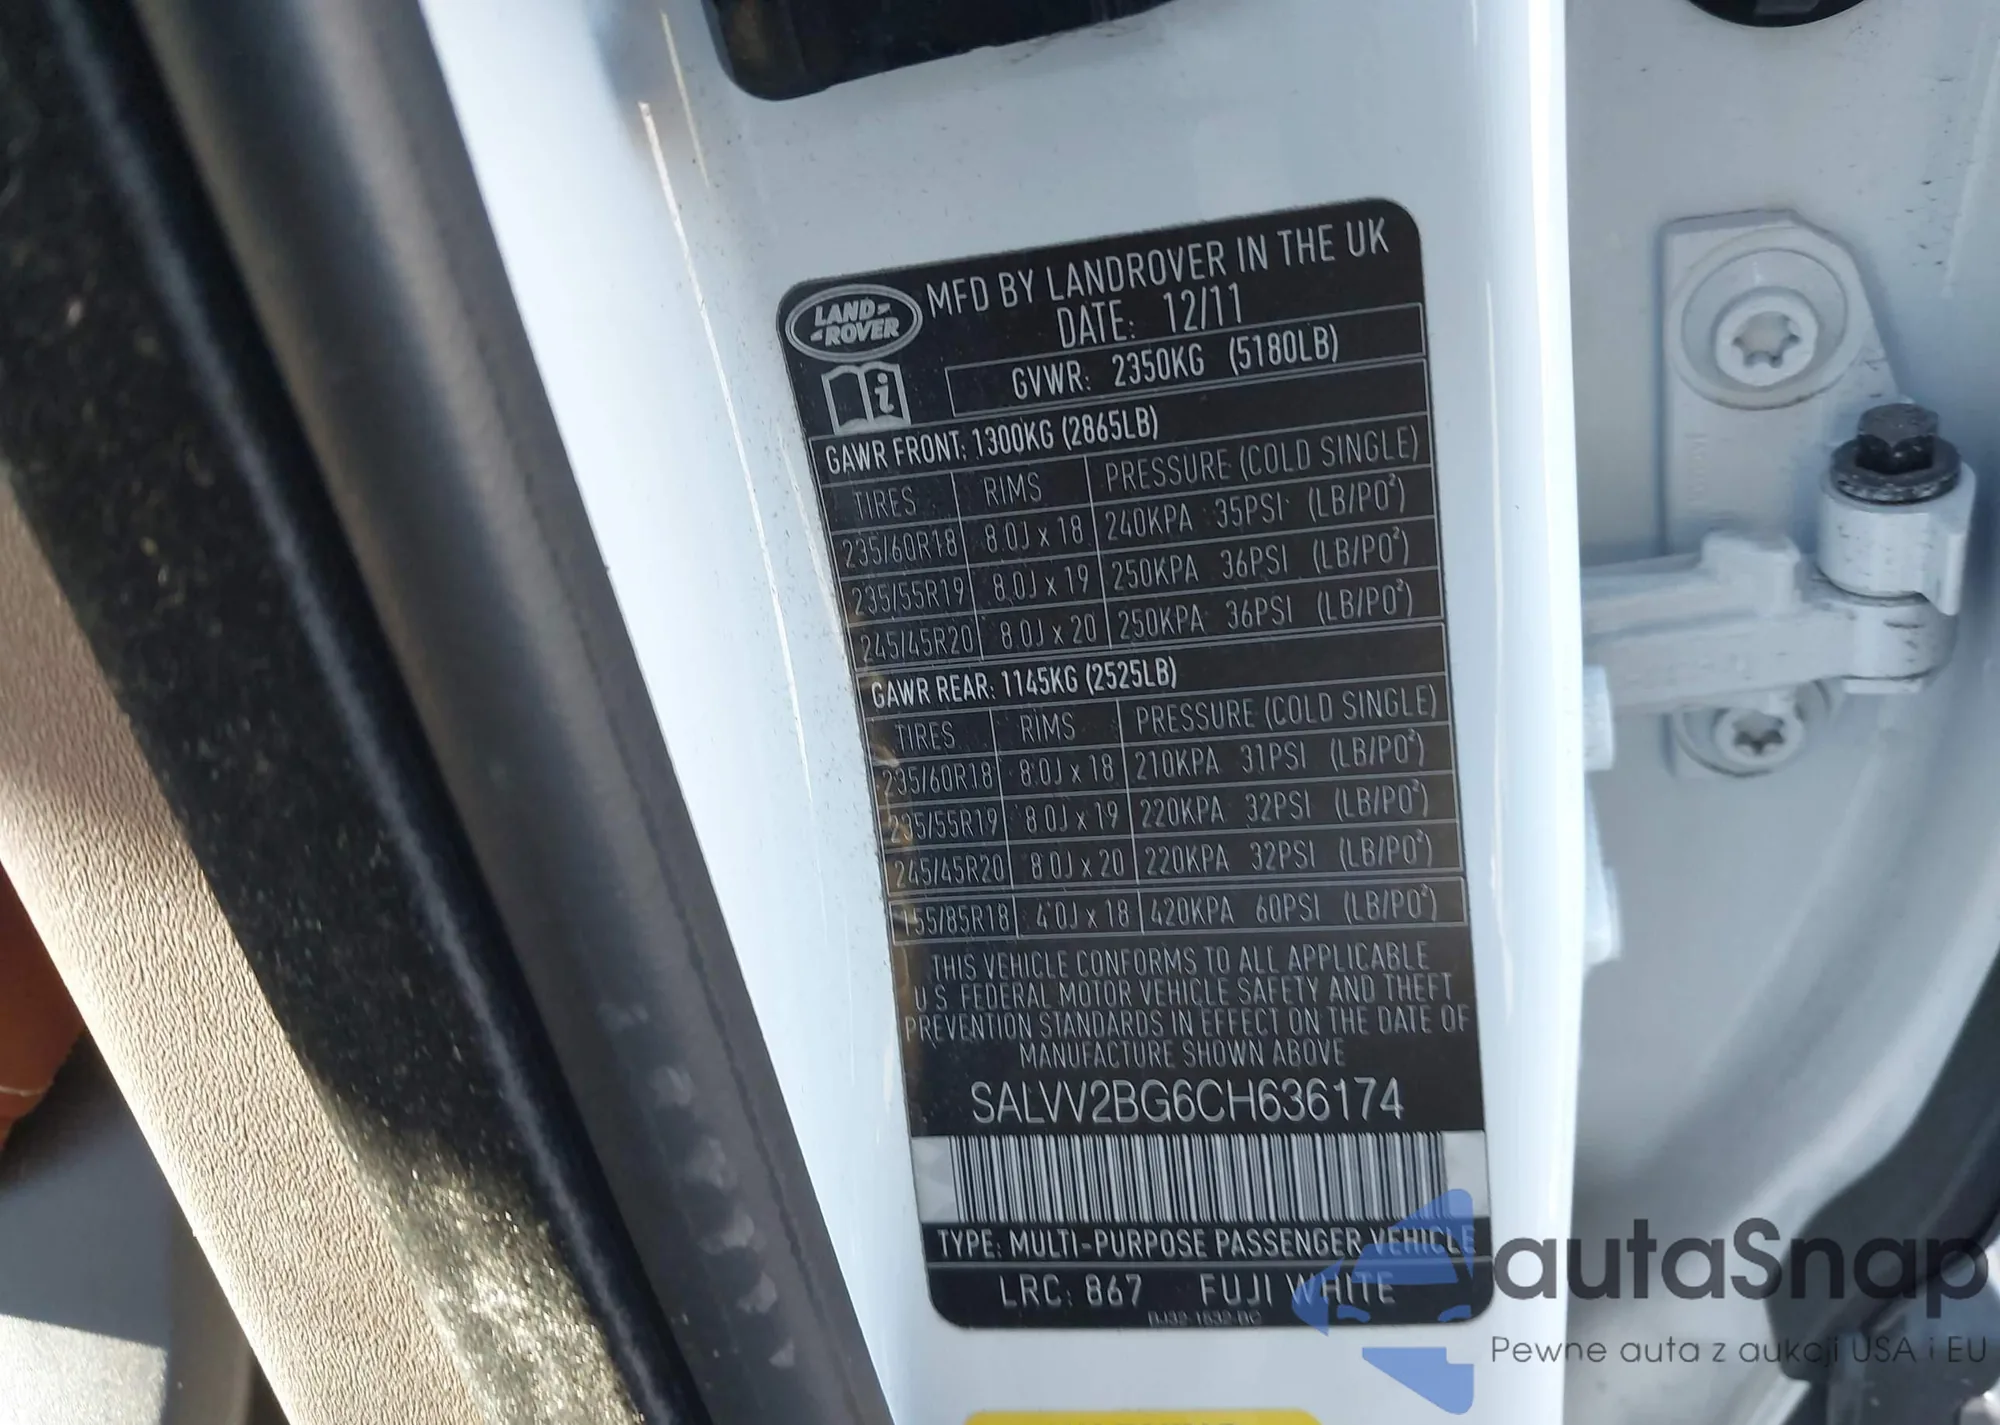 LAND-
-ROVER
MFD BY LANDROVER IN THE UK
DATE: 12/11
GVWR: 2350KG (5180LB)
GAWR FRONT: 1300KG (2865LB)
TIRES RIMS PRESSURE (COLD SINGLE)
235/60R18 8.0J x 18 240KPA 35PSI (LB/PO²)
235/55R19 8.0J x 19 250KPA 36PSI (LB/PO²)
245/45R20 8.0J x 20 250KPA 36PSI (LB/PO²)
GAWR REAR: 1145KG (2525LB)
TIRES RIMS PRESSURE (COLD SINGLE)
235/60R18 8.0J x 18 210KPA 31PSI (LB/PO²)
235/55R19 8.0J x 19 220KPA 32PSI (LB/PO²)
245/45R20 8.0J x 20 220KPA 32PSI (LB/PO²)
155/85R18 4.0J x 18 420KPA 60PSI (LB/PO²)
THIS VEHICLE CONFORMS TO ALL APPLICABLE
U.S. FEDERAL MOTOR VEHICLE SAFETY AND THEFT
PREVENTION STANDARDS IN EFFECT ON THE DATE OF
MANUFACTURE SHOWN ABOVE
SALVV2BG6CH636174
TYPE: MULTI-PURPOSE PASSENGER VEHICLE
LRC: 867 FUJI WHITE
autaSnap
Pewne auta z aukcji USA i EU